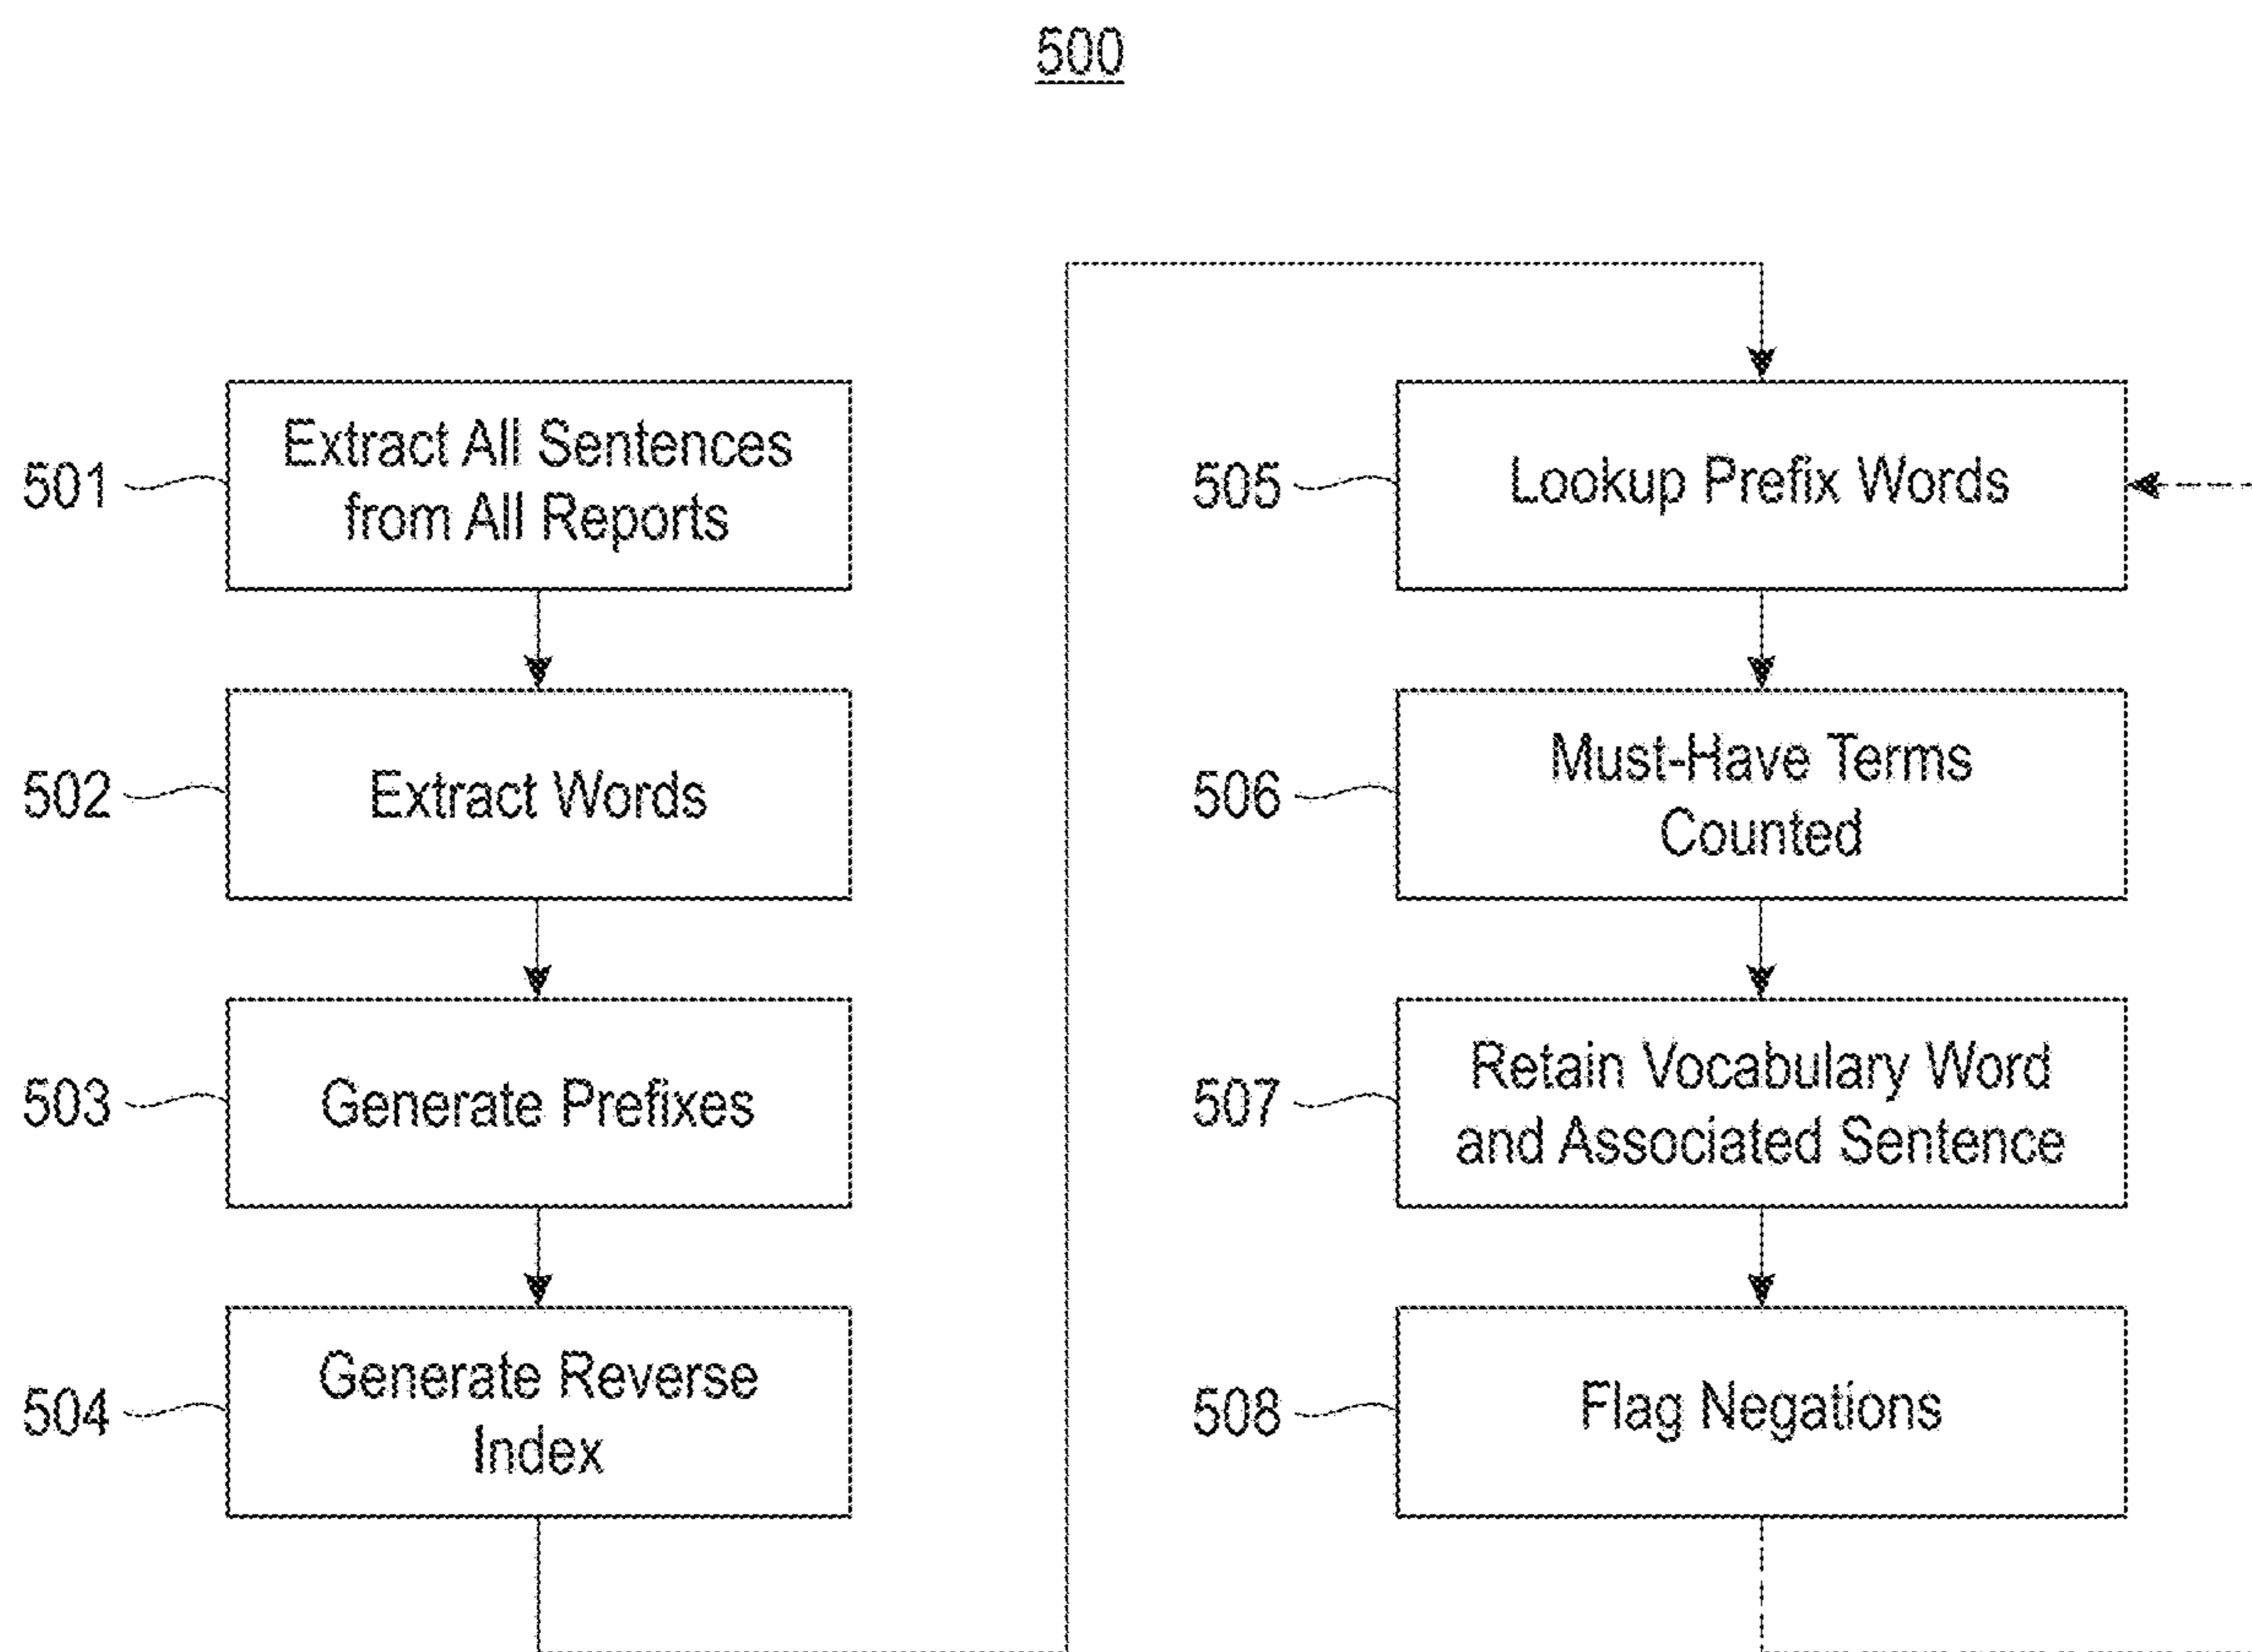 500
501
Extract All Sentences
from All Reports
502
Extract Words
503
Generate Prefixes
504
Generate Reverse
Index
505
Lookup Prefix Words
506
Must-Have Terms
Counted
507
Retain Vocabulary Word
and Associated Sentence
508
Flag Negations